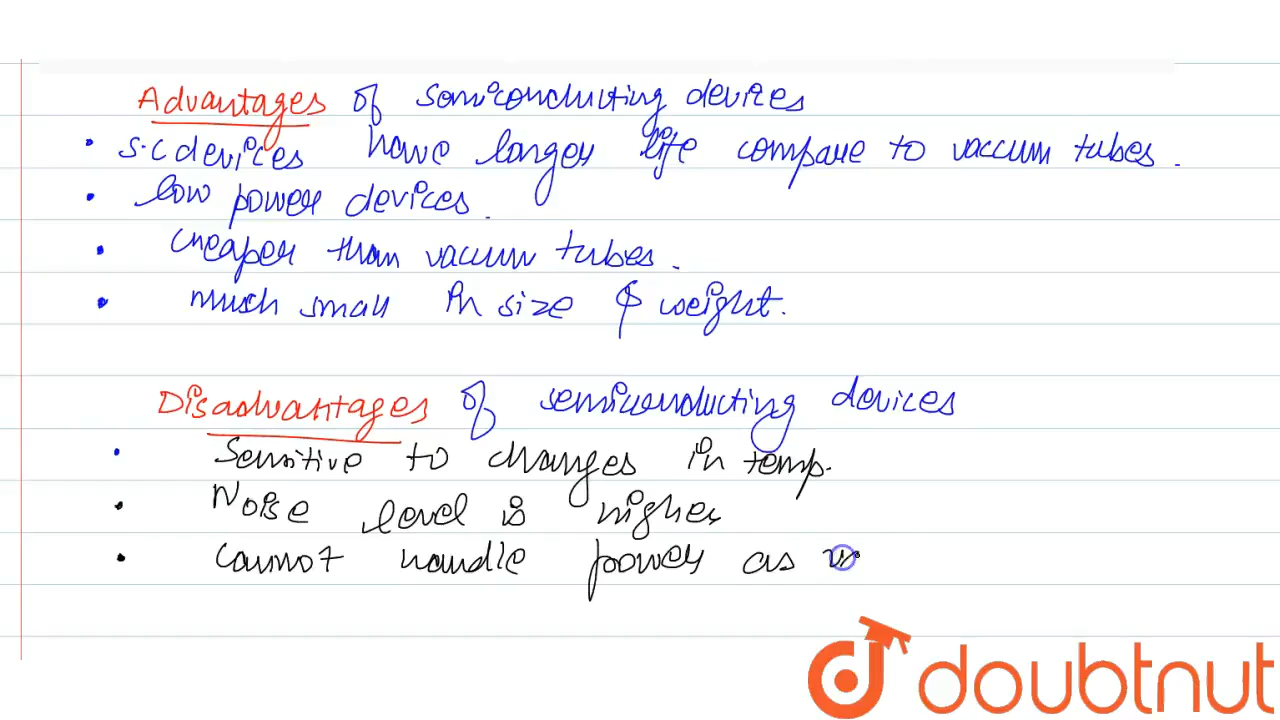 Advantages of semiconducting devices
• S.C devices have larger life compare to vaccum tubes.
• low power devices.
• cheaper than vacuum tubes.
• much small in size & weight.
Disadvantages of semiconducting devices
• Sensitive to changes in temp.
• Noise level is higher
• Cannot handle power as
doubtnut